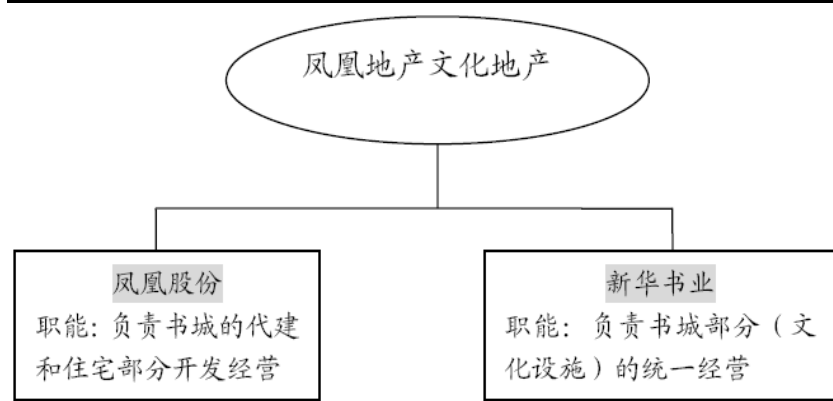 凤凰地产文化地产
凤凰股份
职能：负责书城的代建
和住宅部分开发经营
新华书业
职能：负责书城部分（文
化设施）的统一经营